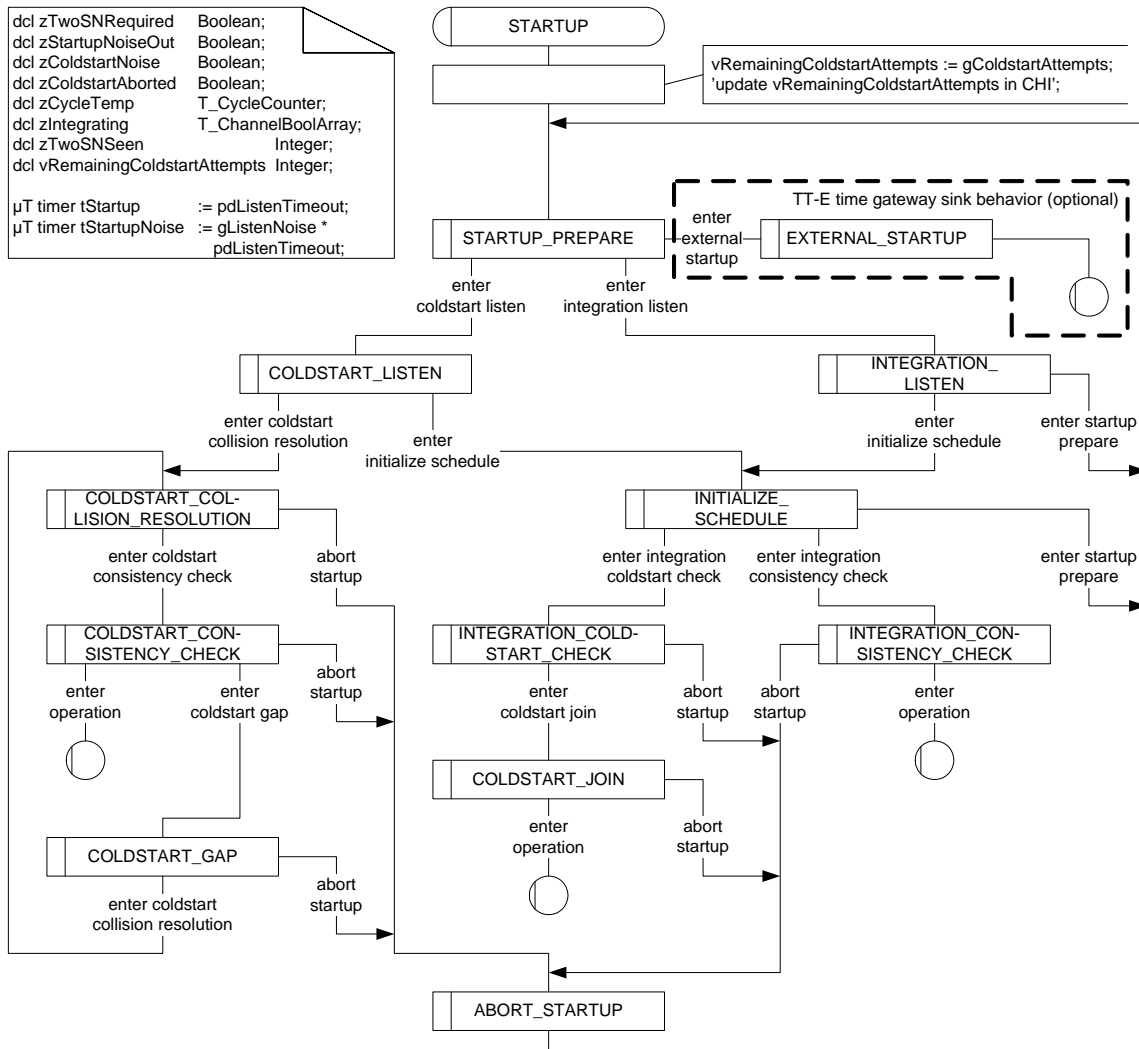 dcl zTwoSNRequired Boolean;
dcl zStartupNoiseOut Boolean;
dcl zColdstartNoise Boolean;
dcl zColdstartAborted Boolean;
dcl zCycleTemp T_CycleCounter;
dcl zIntegrating T_ChannelBoolArray;
dcl zTwoSNSeen Integer;
dcl vRemainingColdstartAttempts Integer;
µT timer tStartup := pdListenTimeout;
µT timer tStartupNoise := gListenNoise *
pdListenTimeout;
STARTUP
vRemainingColdstartAttempts := gColdstartAttempts;
'update vRemainingColdstartAttempts in CHI';
TT-E time gateway sink behavior (optional)
STARTUP_PREPARE
enter
external
startup
EXTERNAL_STARTUP
enter
coldstart listen
enter
integration listen
COLDSTART_LISTEN
INTEGRATION_
LISTEN
enter coldstart
collision resolution
enter
initialize schedule
enter
initialize schedule
enter startup
prepare
COLDSTART_COL-
LISION_RESOLUTION
INITIALIZE_
SCHEDULE
enter coldstart
consistency check
abort
startup
enter integration
coldstart check
enter integration
consistency check
enter startup
prepare
COLDSTART_CON-
SISTENCY_CHECK
INTEGRATION_COLD-
START_CHECK
INTEGRATION_CON-
SISTENCY_CHECK
enter
operation
enter
coldstart gap
abort
startup
enter
coldstart join
abort
startup
abort
startup
enter
operation
COLDSTART_JOIN
enter
operation
abort
startup
COLDSTART_GAP
enter coldstart
collision resolution
abort
startup
ABORT_STARTUP